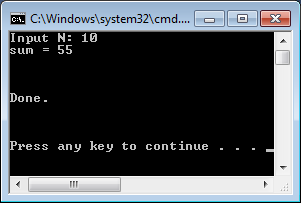 C:\Windows\system32\cmd....
Input N: 10
sum = 55
Done.
Press any key to continue . . . _